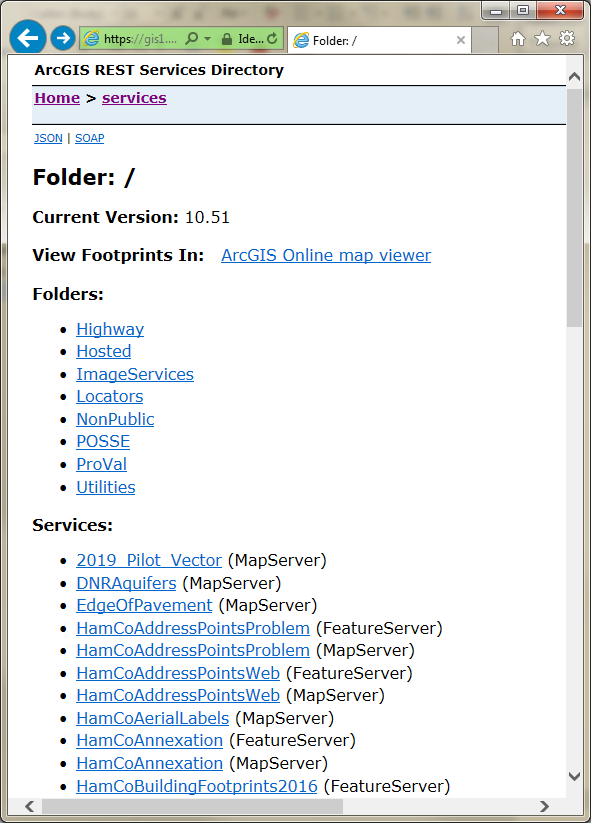 https://gis1.... Ide... Folder: /
ArcGIS REST Services Directory
Home > services
JSON | SOAP
Folder: /
Current Version: 10.51
View Footprints In: ArcGIS Online map viewer
Folders:
Highway
Hosted
ImageServices
Locators
NonPublic
POSSE
ProVal
Utilities
Services:
2019_Pilot_Vector (MapServer)
DNRAquifers (MapServer)
EdgeOfPavement (MapServer)
HamCoAddressPointsProblem (FeatureServer)
HamCoAddressPointsProblem (MapServer)
HamCoAddressPointsWeb (FeatureServer)
HamCoAddressPointsWeb (MapServer)
HamCoAerialLabels (MapServer)
HamCoAnnexation (FeatureServer)
HamCoAnnexation (MapServer)
HamCoBuildingFootprints2016 (FeatureServer)